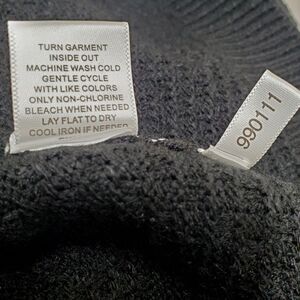 TURN GARMENT
INSIDE OUT
MACHINE WASH COLD
GENTLE CYCLE
WITH LIKE COLORS
ONLY NON-CHLORINE
BLEACH WHEN NEEDED
LAY FLAT TO DRY
COOL IRON IF NEEDED
990111